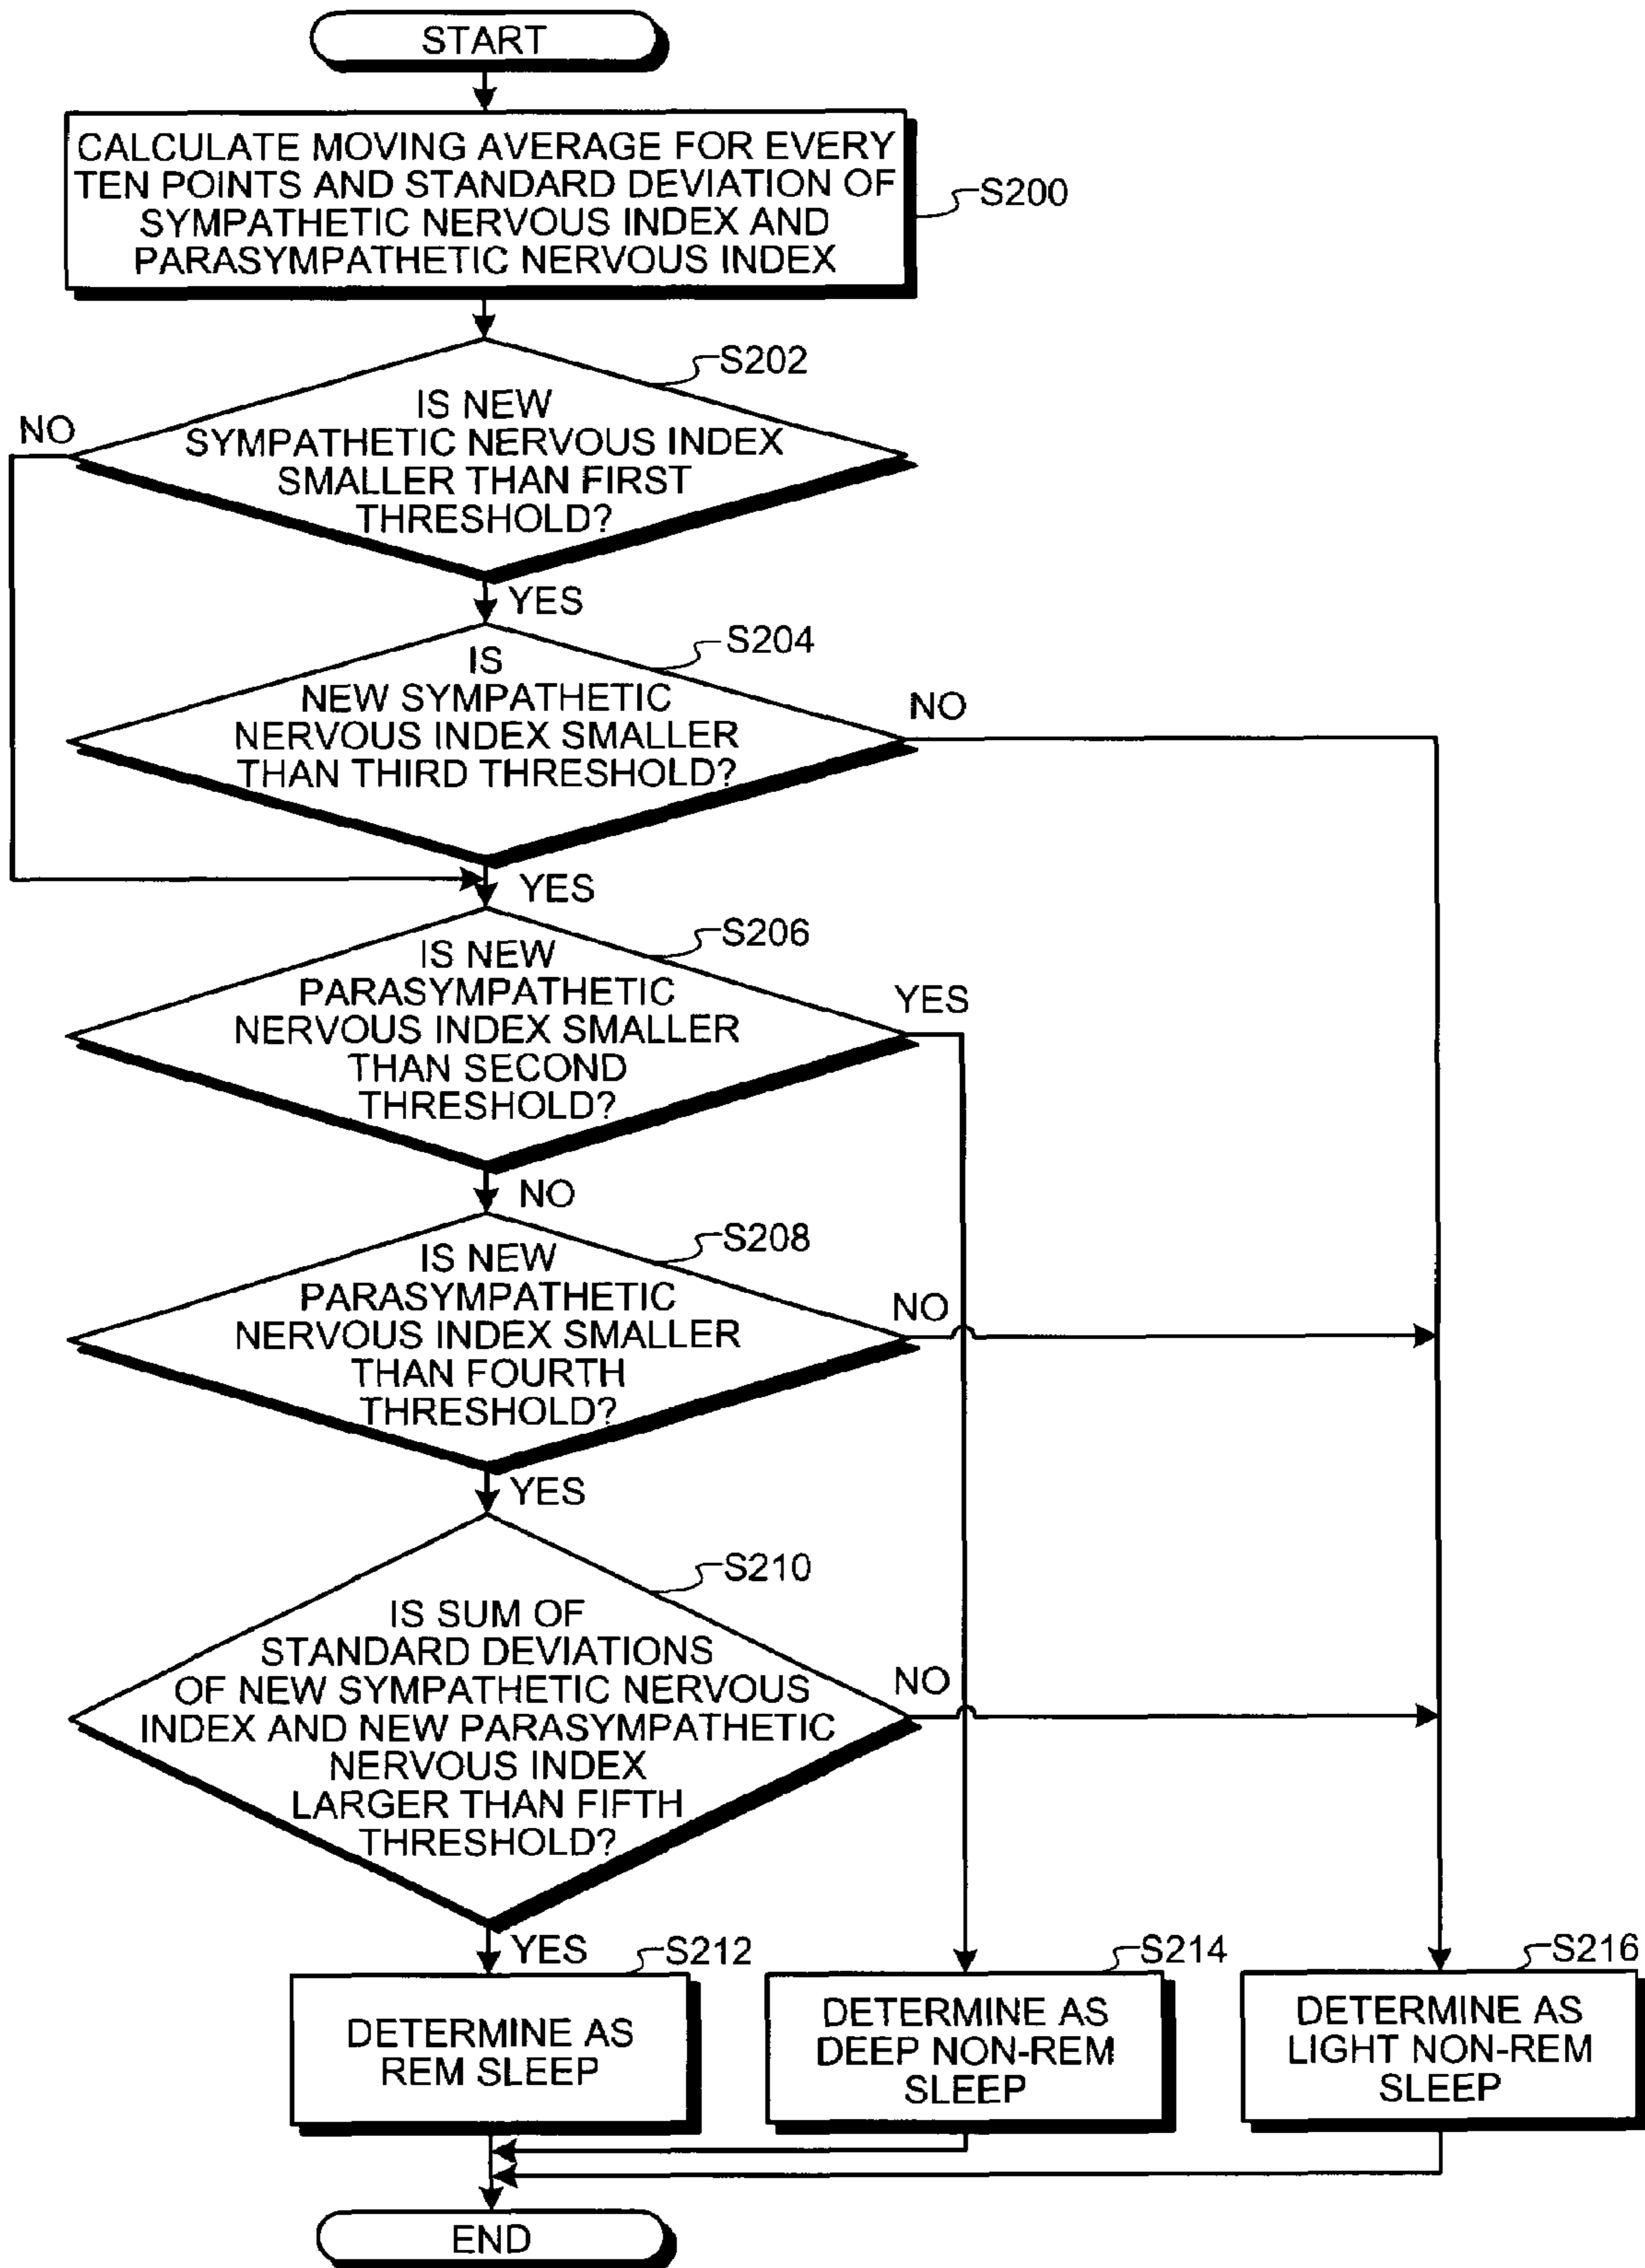 START
CALCULATE MOVING AVERAGE FOR EVERY
TEN POINTS AND STANDARD DEVIATION OF
SYMPATHETIC NERVOUS INDEX AND
PARASYMPATHETIC NERVOUS INDEX
S200
S202
IS NEW
SYMPATHETIC NERVOUS INDEX
SMALLER THAN FIRST
THRESHOLD?
NO
YES
S204
IS
NEW SYMPATHETIC
NERVOUS INDEX SMALLER
THAN THIRD THRESHOLD?
NO
YES
S206
IS NEW
PARASYMPATHETIC
NERVOUS INDEX SMALLER
THAN SECOND
THRESHOLD?
YES
NO
S208
IS NEW
PARASYMPATHETIC
NERVOUS INDEX SMALLER
THAN FOURTH
THRESHOLD?
NO
YES
S210
IS SUM OF
STANDARD DEVIATIONS
OF NEW SYMPATHETIC NERVOUS
INDEX AND NEW PARASYMPATHETIC
NERVOUS INDEX
LARGER THAN FIFTH
THRESHOLD?
NO
YES
S212
DETERMINE AS
REM SLEEP
S214
DETERMINE AS
DEEP NON-REM
SLEEP
S216
DETERMINE AS
LIGHT NON-REM
SLEEP
END